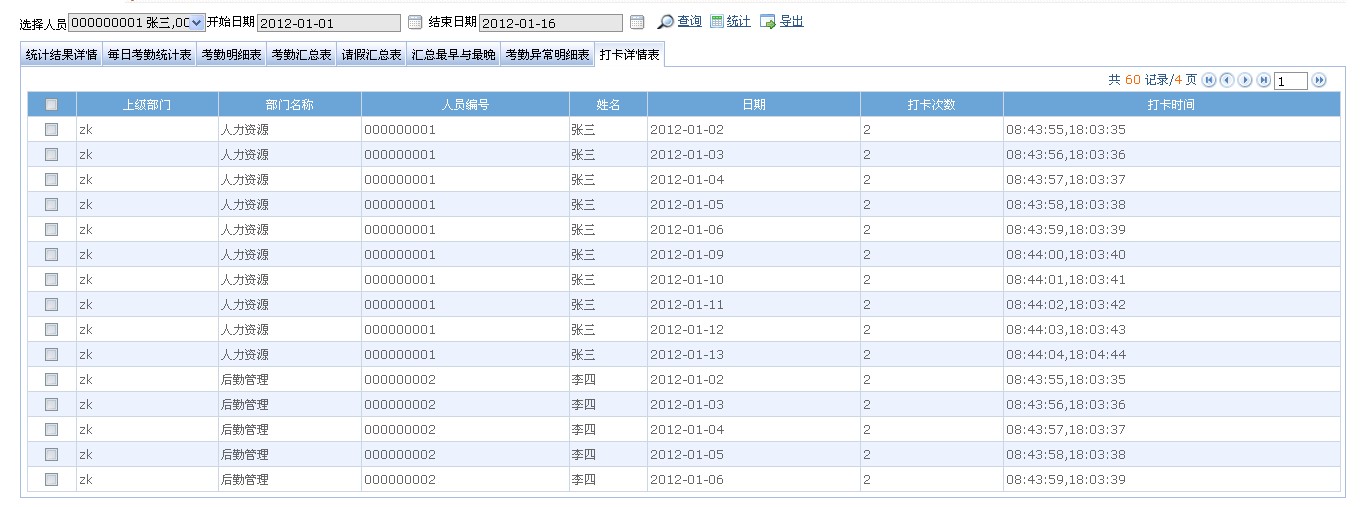 选择人员 000000001 张三,00 开始日期 2012-01-01 结束日期 2012-01-16 查询 统计 导出
统计结果详情 每日考勤统计表 考勤明细表 考勤汇总表 请假汇总表 汇总最早与最晚 考勤异常明细表 打卡详情表
共 60 记录/4 页 1
上级部门 部门名称 人员编号 姓名 日期 打卡次数 打卡时间
zk 人力资源 000000001 张三 2012-01-02 2 08:43:55,18:03:35
zk 人力资源 000000001 张三 2012-01-03 2 08:43:56,18:03:36
zk 人力资源 000000001 张三 2012-01-04 2 08:43:57,18:03:37
zk 人力资源 000000001 张三 2012-01-05 2 08:43:58,18:03:38
zk 人力资源 000000001 张三 2012-01-06 2 08:43:59,18:03:39
zk 人力资源 000000001 张三 2012-01-09 2 08:44:00,18:03:40
zk 人力资源 000000001 张三 2012-01-10 2 08:44:01,18:03:41
zk 人力资源 000000001 张三 2012-01-11 2 08:44:02,18:03:42
zk 人力资源 000000001 张三 2012-01-12 2 08:44:03,18:03:43
zk 人力资源 000000001 张三 2012-01-13 2 08:44:04,18:04:44
zk 后勤管理 000000002 李四 2012-01-02 2 08:43:55,18:03:35
zk 后勤管理 000000002 李四 2012-01-03 2 08:43:56,18:03:36
zk 后勤管理 000000002 李四 2012-01-04 2 08:43:57,18:03:37
zk 后勤管理 000000002 李四 2012-01-05 2 08:43:58,18:03:38
zk 后勤管理 000000002 李四 2012-01-06 2 08:43:59,18:03:39